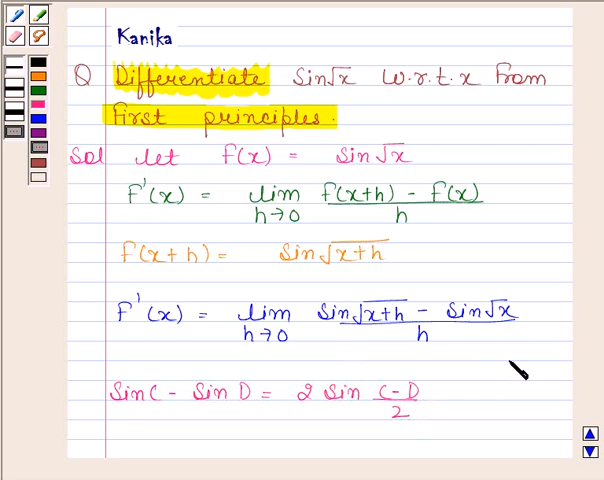 Kanika
Q Differentiate Sin√x w.r.t. x from
first principles.
Sol let f(x) = sin√x
F'(x) = lim h→0 (f(x+h) - f(x))/h
f(x+h) = sin√(x+h)
F'(x) = lim h→0 (sin√(x+h) - sin√x)/h
SinC - Sin D = 2 Sin (C-D)/2